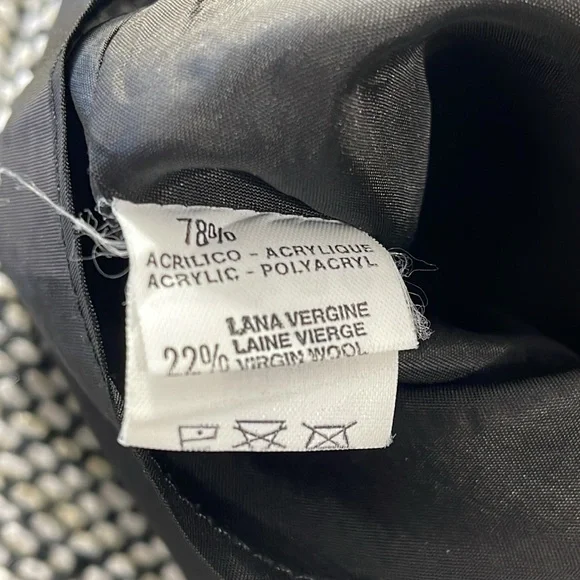 78%
ACRILICO - ACRYLIQUE
ACRYLIC - POLYACRYL
LANA VERGINE
LAINE VIERGE
22% VIRGIN WOOL